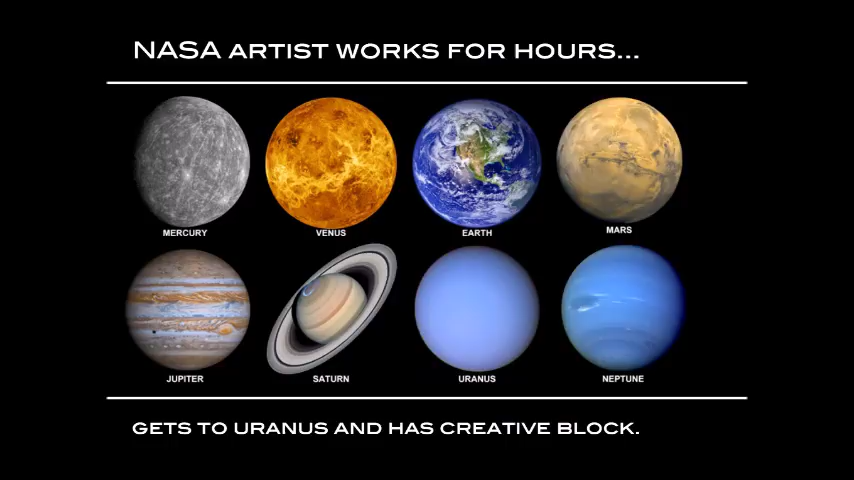 NASA ARTIST WORKS FOR HOURS...
MERCURY
VENUS
EARTH
MARS
JUPITER
SATURN
URANUS
NEPTUNE
GETS TO URANUS AND HAS CREATIVE BLOCK.